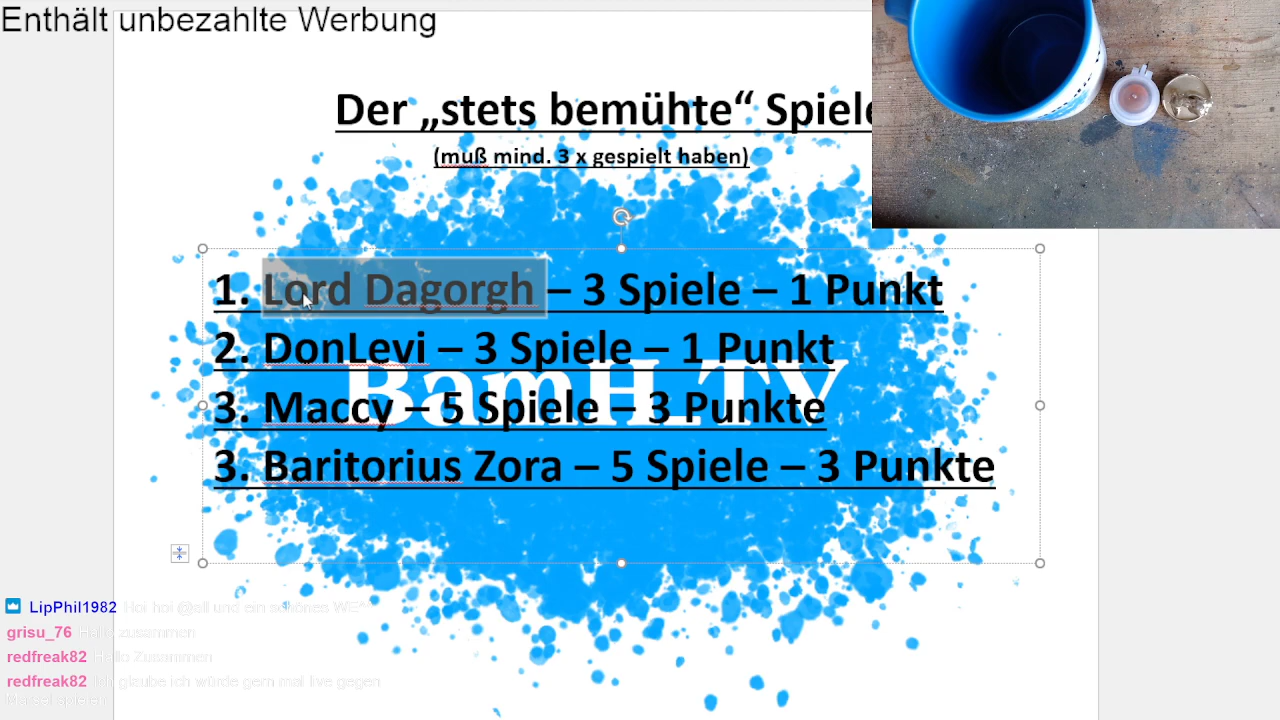 Enthält unbezahlte Werbung
Der „stets bemühte“ Spiele
(muß mind. 3 x gespielt haben)
1. Lord Dagorgh – 3 Spiele – 1 Punkt
2. DonLevi – 3 Spiele – 1 Punkt
BamH.TV
3. Maccy – 5 Spiele – 3 Punkte
3. Baritorius Zora – 5 Spiele – 3 Punkte
LipPhil1982 Hoi hoi @all und ein schönes WE^^
grisu_76 Hallo zusammen
redfreak82 Hallo Zusammen
redfreak82 Ich glaube ich würde gern mal live gegen
spielen